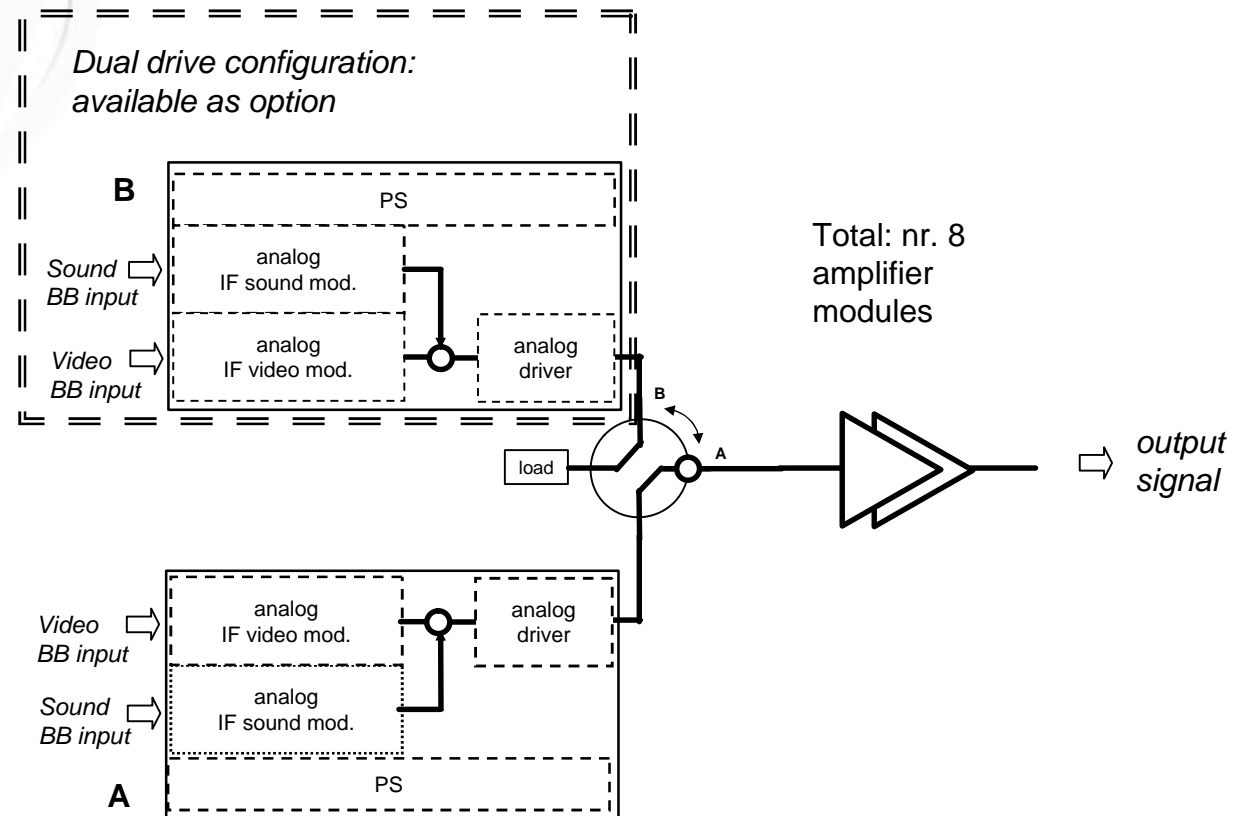 Dual drive configuration:
available as option
B
PS
Sound
BB input
analog
IF sound mod.
Video
BB input
analog
IF video mod.
analog
driver
Total: nr. 8
amplifier
modules
B
A
load
output
signal
Video
BB input
analog
IF video mod.
analog
driver
Sound
BB input
analog
IF sound mod.
PS
A